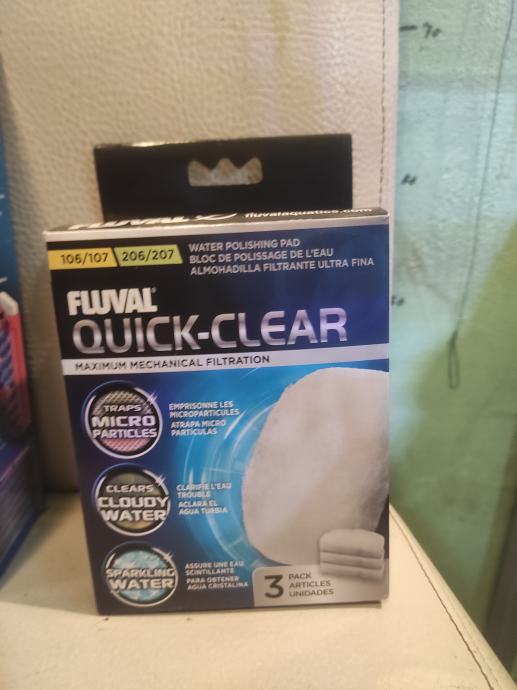 fluvalaquatics.com
106/107
206/207
WATER POLISHING PAD
BLOC DE POLISSAGE DE L'EAU
ALMOHADILLA FILTRANTE ULTRA FINA
FLUVAL®
QUICK-CLEAR
MAXIMUM MECHANICAL FILTRATION
TRAPS
MICRO
PARTICLES
EMPRISONNE LES
MICROPARTICULES
ATRAPA MICRO
PARTÍCULAS
CLEARS
CLOUDY
WATER
CLARIFIE L'EAU
TROUBLE
ACLARA EL
AGUA TURBIA
SPARKLING
WATER
ASSURE UNE EAU
SCINTILLANTE
PARA OBTENER
AGUA CRISTALINA
3
PACK
ARTICLES
UNIDADES